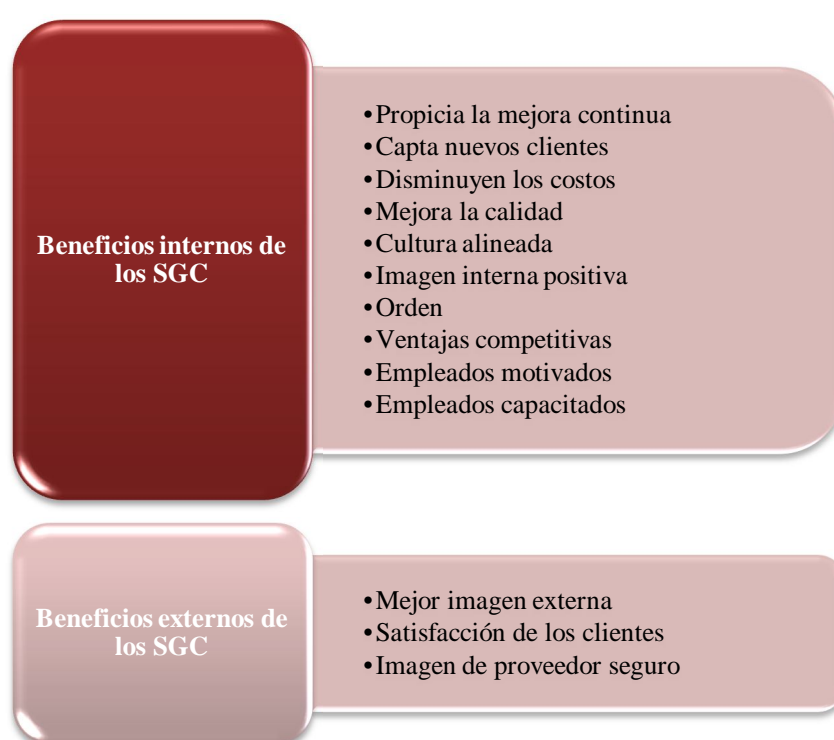 Beneficios internos de
los SGC
•Propicia la mejora continua
•Capta nuevos clientes
•Disminuyen los costos
•Mejora la calidad
•Cultura alineada
•Imagen interna positiva
•Orden
•Ventajas competitivas
•Empleados motivados
•Empleados capacitados
Beneficios externos de
los SGC
•Mejor imagen externa
•Satisfacción de los clientes
•Imagen de proveedor seguro